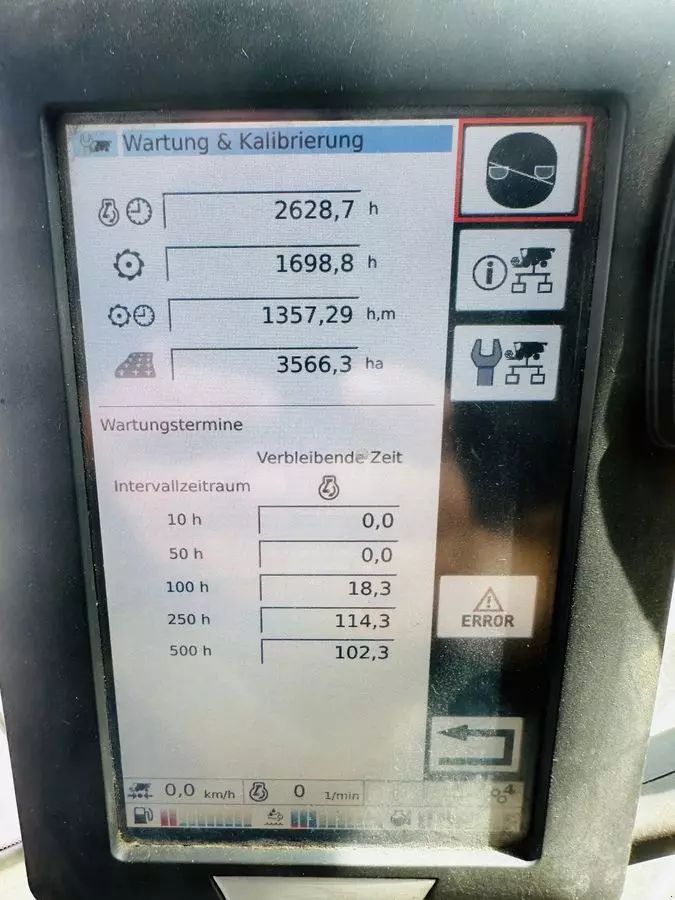 Wartung & Kalibrierung
2628,7 h
1698,8 h
1357,29 h,m
3566,3 ha
Wartungstermine
Verbleibende Zeit
Intervallzeitraum
10 h 0,0
50 h 0,0
100 h 18,3
250 h 114,3
500 h 102,3
ERROR
0,0 km/h 0 1/min 4